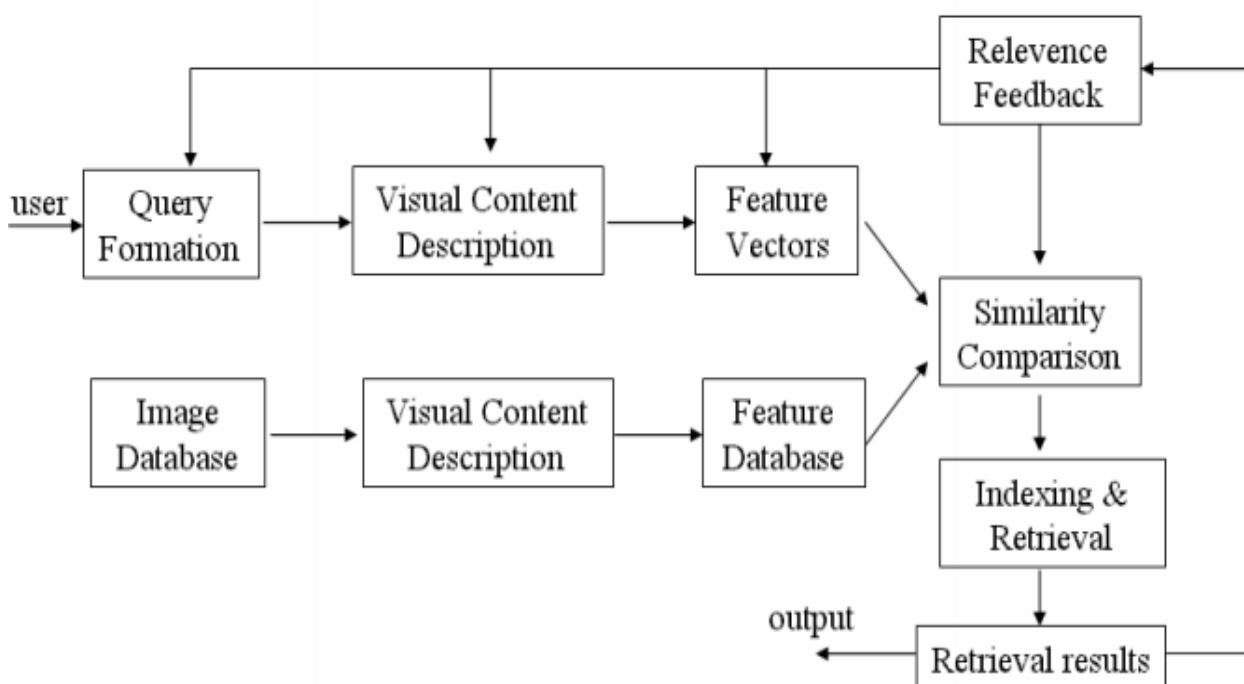 Relevence
Feedback
user
Query
Formation
Visual Content
Description
Feature
Vectors
Similarity
Comparison
Image
Database
Visual Content
Description
Feature
Database
Indexing &
Retrieval
output
Retrieval results